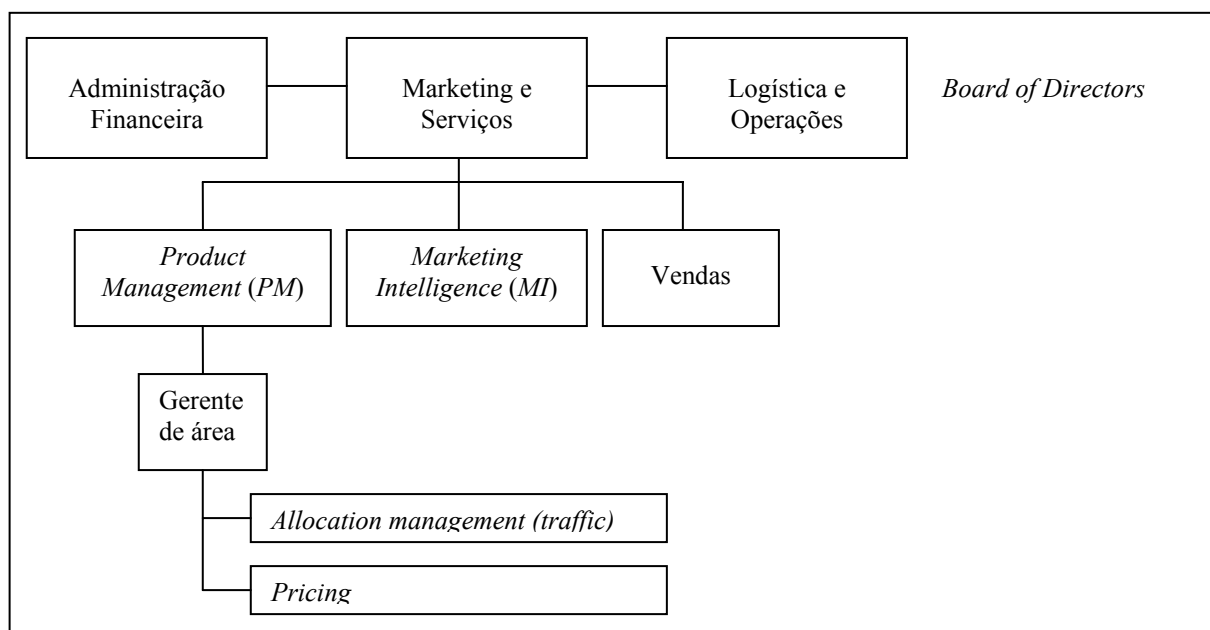 Administração
Financeira
Marketing e
Serviços
Logística e
Operações
Board of Directors
Product
Management (PM)
Marketing
Intelligence (MI)
Vendas
Gerente
de área
Allocation management (traffic)
Pricing